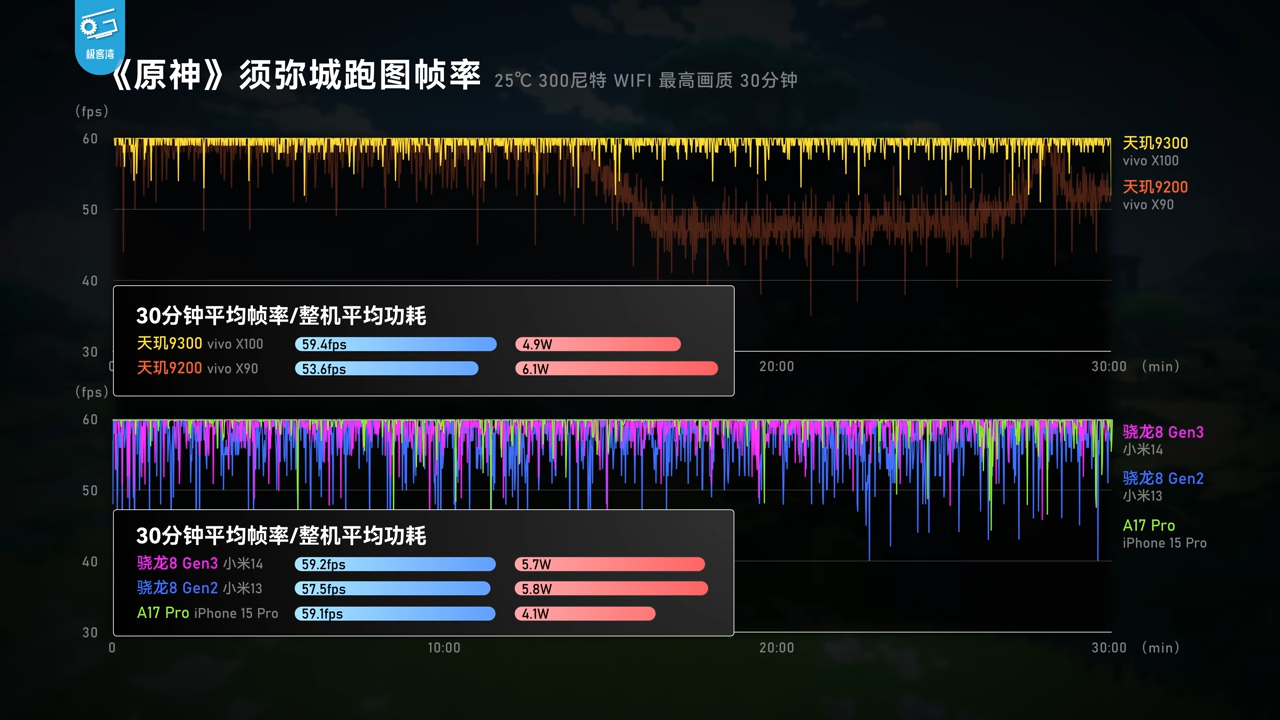 极客湾
《原神》须弥城跑图帧率 25℃ 300尼特 WIFI 最高画质 30分钟
(fps)
60
50
40
30
天玑9300
vivo X100
天玑9200
vivo X90
30分钟平均帧率/整机平均功耗
天玑9300 vivo X100 59.4fps 4.9W
天玑9200 vivo X90 53.6fps 6.1W
0 20:00 30:00 (min)
(fps)
60
50
40
30
骁龙8 Gen3
小米14
骁龙8 Gen2
小米13
A17 Pro
iPhone 15 Pro
30分钟平均帧率/整机平均功耗
骁龙8 Gen3 小米14 59.2fps 5.7W
骁龙8 Gen2 小米13 57.5fps 5.8W
A17 Pro iPhone 15 Pro 59.1fps 4.1W
0 10:00 20:00 30:00 (min)